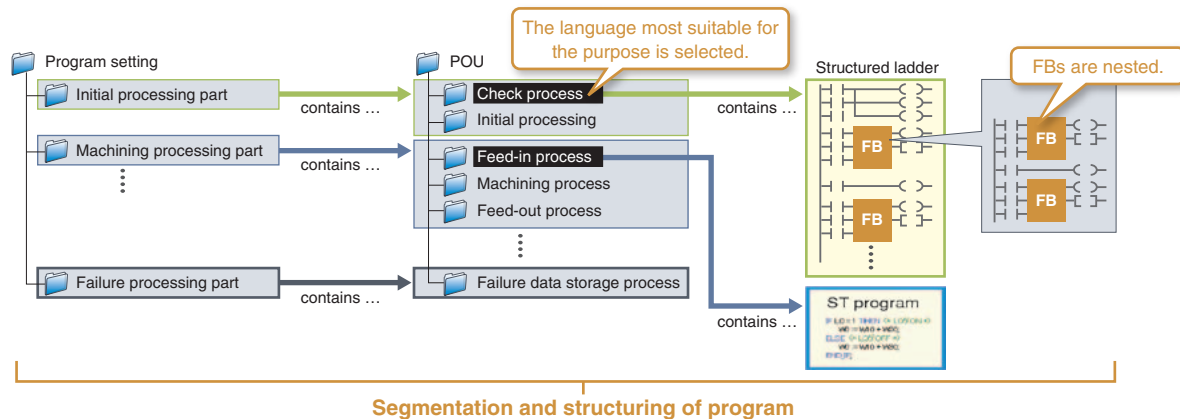 The language most suitable for
the purpose is selected.
Program setting
POU
Structured ladder
FBs are nested.
Initial processing part
contains ...
Check process
contains ...
Initial processing
Machining processing part
contains ...
Feed-in process
Machining process
Feed-out process
FB
FB
FB
FB
Failure processing part
contains ...
Failure data storage process
contains ...
ST program
ELSE
Segmentation and structuring of program